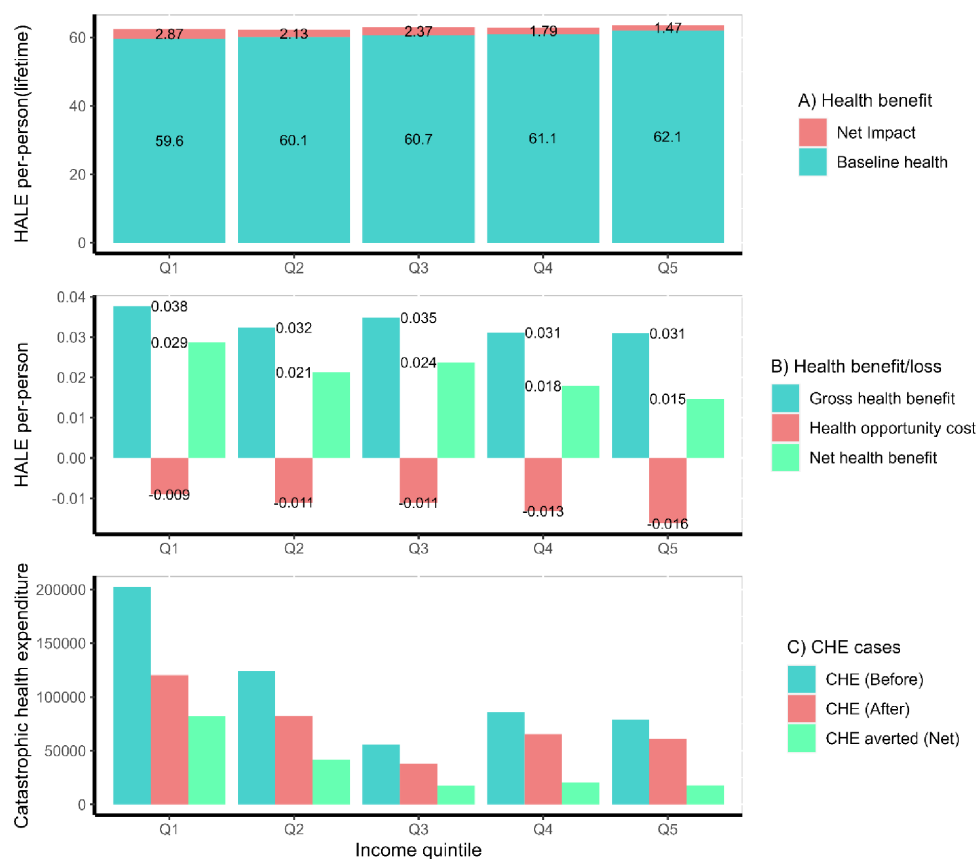 HALE per-person(lifetime)
60
40
20
0
2.87
2.13
2.37
1.79
1.47
59.6
60.1
60.7
61.1
62.1
Q1
Q2
Q3
Q4
Q5
A) Health benefit
Net Impact
Baseline health
HALE per-person
0.04
0.03
0.02
0.01
0.00
-0.01
0.038
0.029
-0.009
0.032
0.021
-0.011
0.035
0.024
-0.011
0.031
0.018
-0.013
0.031
0.015
-0.016
Q1
Q2
Q3
Q4
Q5
B) Health benefit/loss
Gross health benefit
Health opportunity cost
Net health benefit
Catastrophic health expenditure
200000
150000
100000
50000
0
Q1
Q2
Q3
Q4
Q5
Income quintile
C) CHE cases
CHE (Before)
CHE (After)
CHE averted (Net)